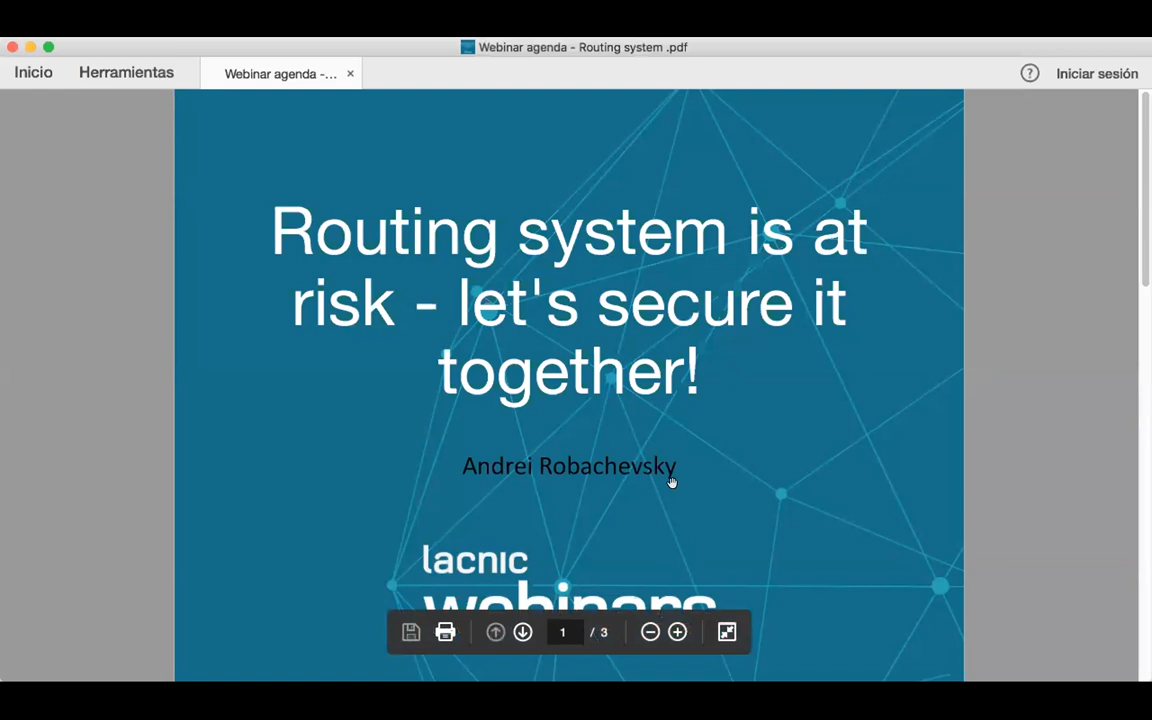 Webinar agenda - Routing system .pdf
Inicio
Herramientas
Webinar agenda -... ×
? Iniciar sesión
Routing system is at
risk - let's secure it
together!
Andrei Robachevsky
lacnic
webinars
1 / 3